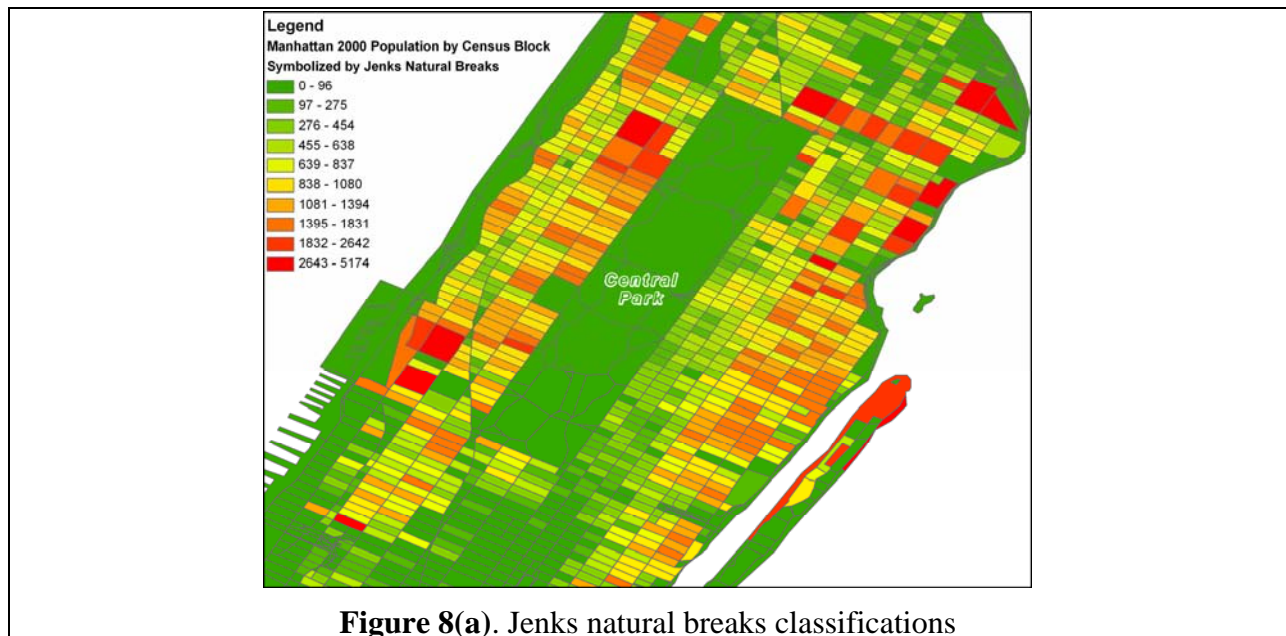 Legend
Manhattan 2000 Population by Census Block
Symbolized by Jenks Natural Breaks
0 - 96
97 - 275
276 - 454
455 - 638
639 - 837
838 - 1080
1081 - 1394
1395 - 1831
1832 - 2642
2643 - 5174
Central
Park
Figure 8(a). Jenks natural breaks classifications